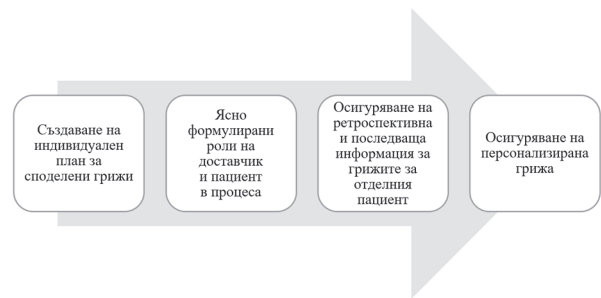 Създаване на
индивидуален
план за
споделени грижи
Ясно
формулирани
роли на
доставчик
и пациент
в процеса
Осигуряване на
ретроспективна
и последваща
информация за
грижите за
отделния
пациент
Осигуряване на
персонализирана
грижа